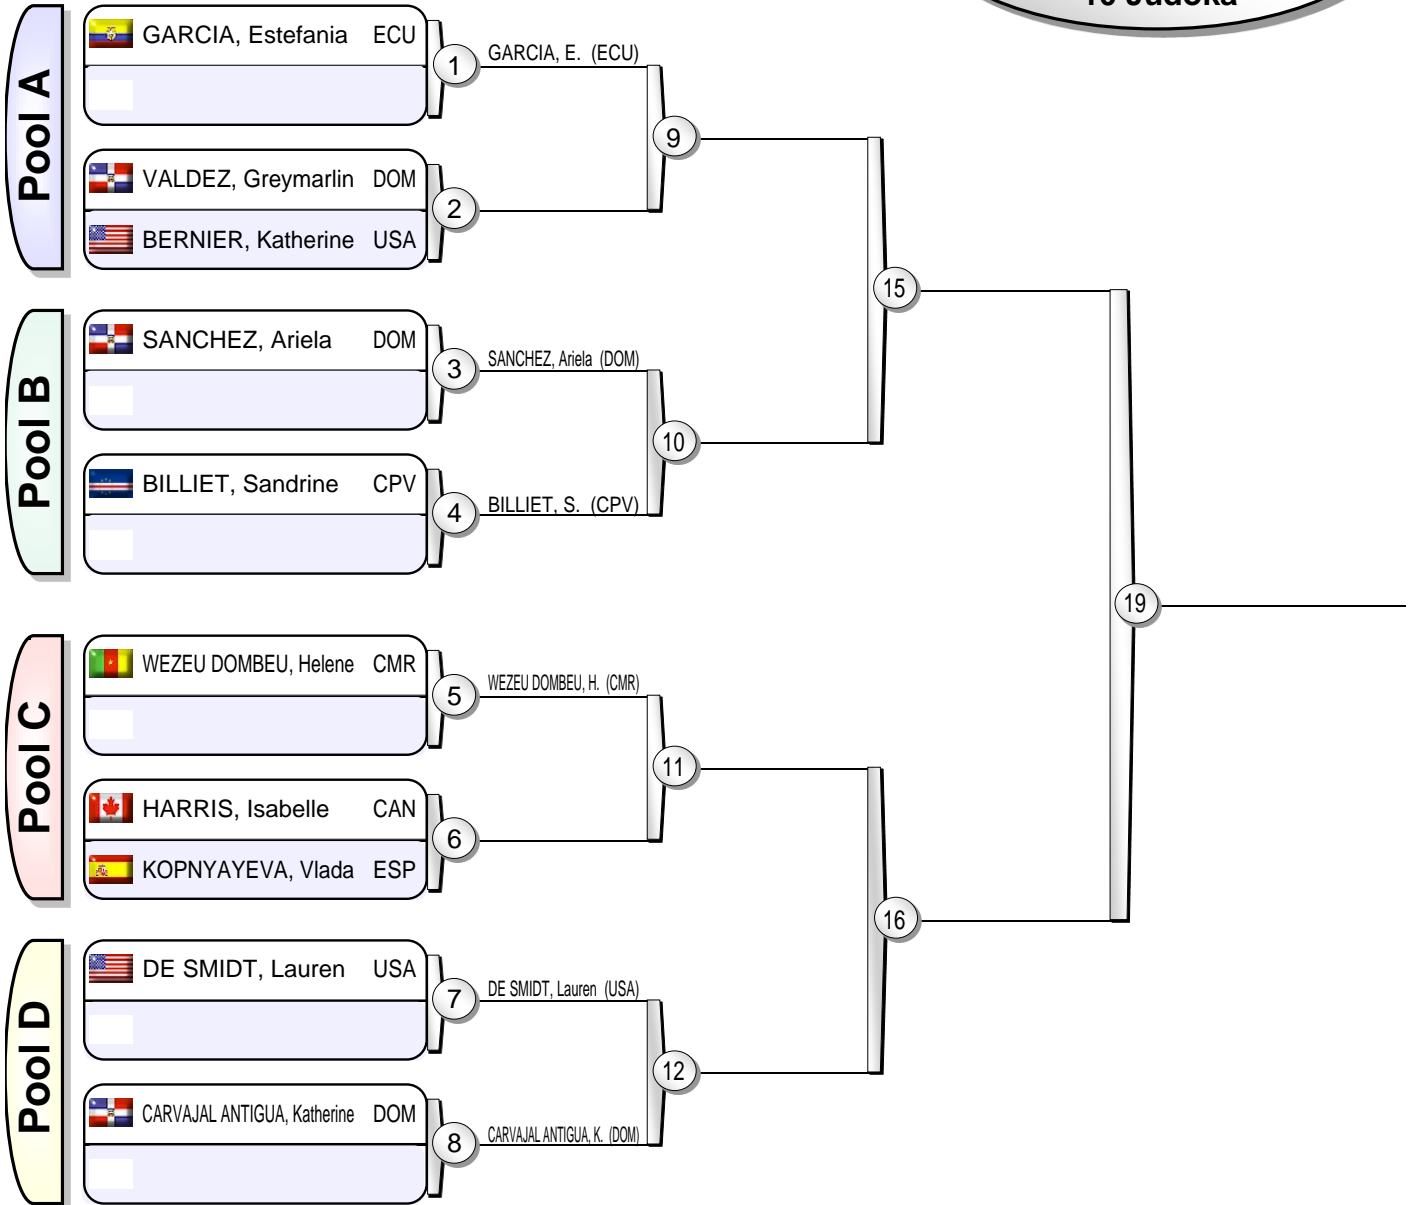 Pool A
GARCIA, Estefania ECU
1
GARCIA, E. (ECU)
9
VALDEZ, Greymarlin DOM
2
BERNIER, Katherine USA
15
Pool B
SANCHEZ, Ariela DOM
3
SANCHEZ, Ariela (DOM)
10
BILLIET, Sandrine CPV
4
BILLIET, S. (CPV)
19
Pool C
WEZEU DOMBEU, Helene CMR
5
WEZEU DOMBEU, H. (CMR)
11
HARRIS, Isabelle CAN
6
KOPNYAYEVA, Vlada ESP
16
Pool D
DE SMIDT, Lauren USA
7
DE SMIDT, Lauren (USA)
12
CARVAJAL ANTIGUA, Katherine DOM
8
CARVAJAL ANTIGUA, K. (DOM)